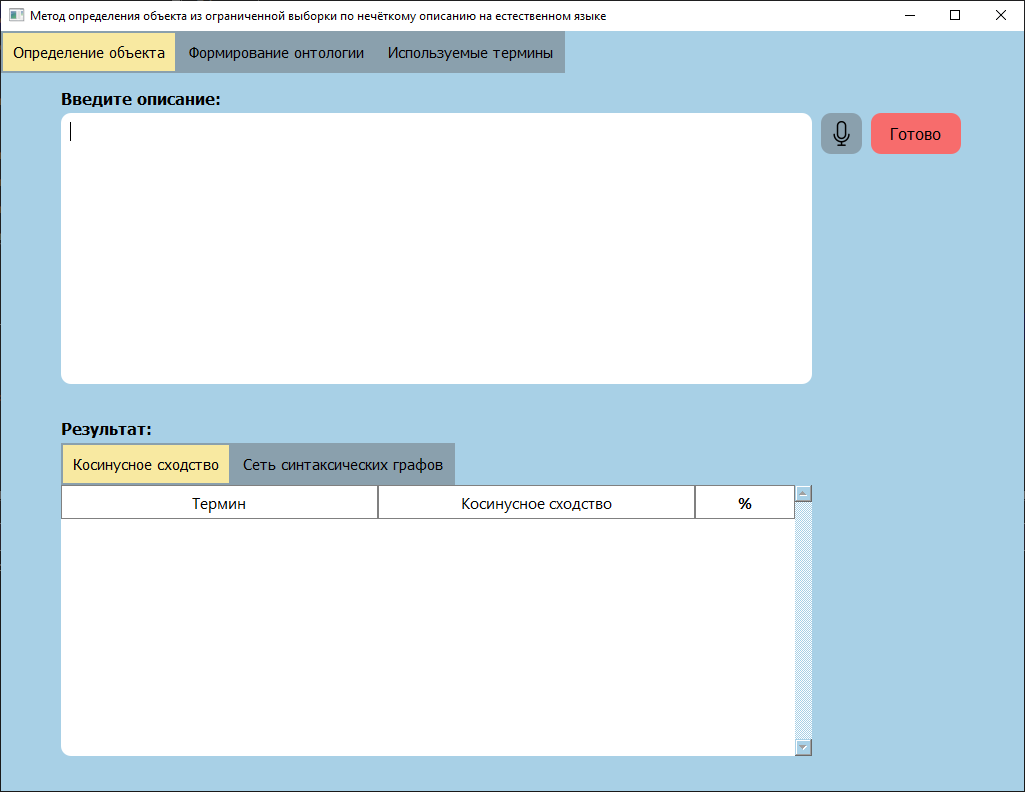 Метод определения объекта из ограниченной выборки по нечёткому описанию на естественном языке
Определение объекта Формирование онтологии Используемые термины
Введите описание:
Готово
Результат:
Косинусное сходство Сеть синтаксических графов
Термин Косинусное сходство %